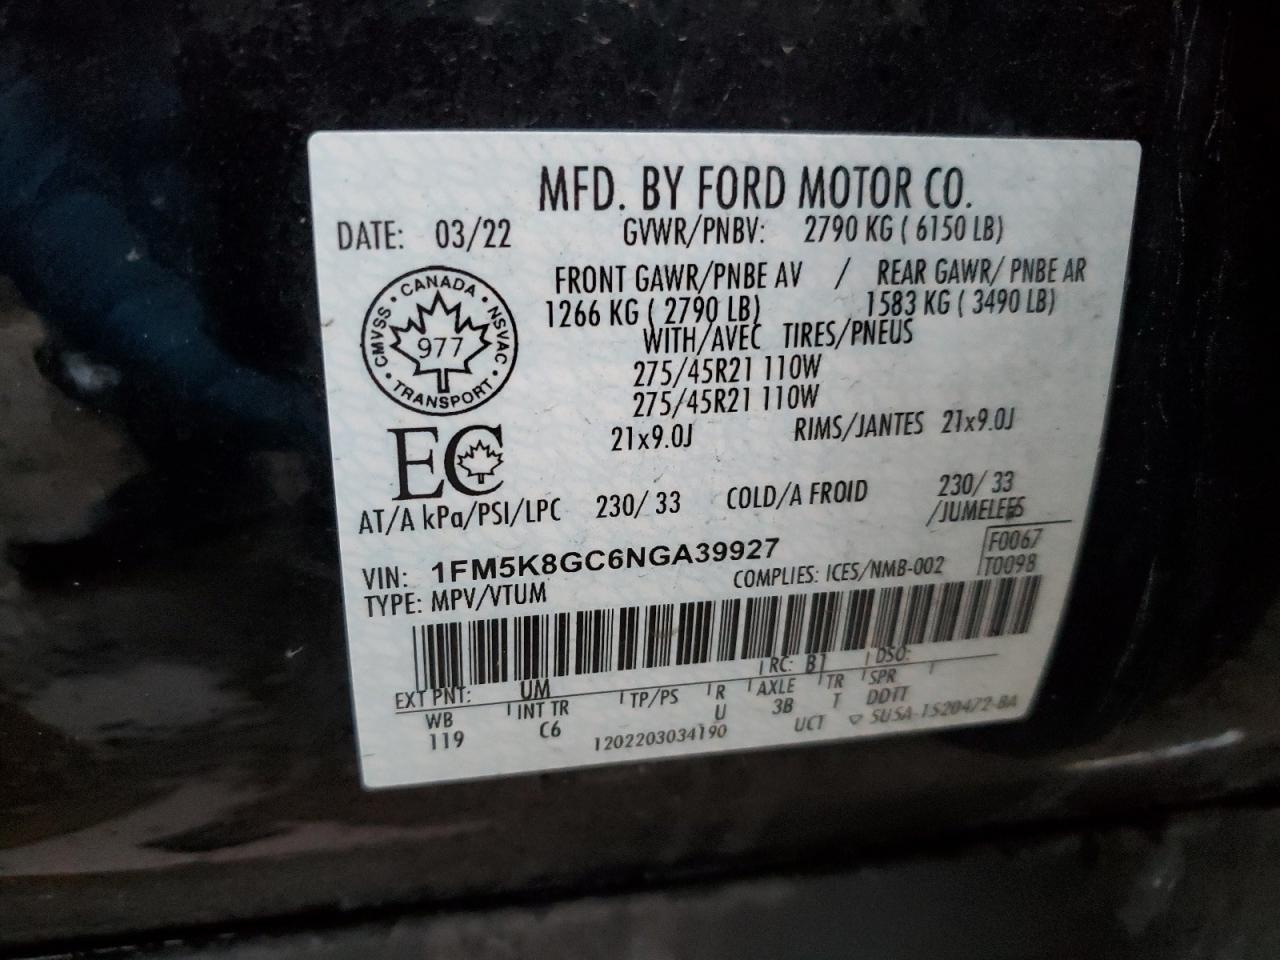 MFD. BY FORD MOTOR CO.
DATE: 03/22 GVWR/PNBV: 2790 KG ( 6150 LB)
FRONT GAWR/PNBE AV / REAR GAWR/ PNBE AR
1266 KG ( 2790 LB) 1583 KG ( 3490 LB)
WITH/AVEC TIRES/PNEUS
275/45R21 110W
275/45R21 110W
21x9.0J RIMS/JANTES 21x9.0J
CANADA
CMVSS • NSVAC
977
TRANSPORT
EC
AT/A kPa/PSI/LPC 230/ 33 COLD/A FROID 230/ 33
/JUMELEES
VIN: 1FM5K8GC6NGA39927
F0067
TYPE: MPV/VTUM COMPLIES: ICES/NMB-002 T0098
EXT PNT: UM RC: B1 DSO:
WB INT TR TP/PS R AXLE TR SPR
119 C6 U 3B T DDTT
1202203034190 UCT 5U5A-1520472-BA